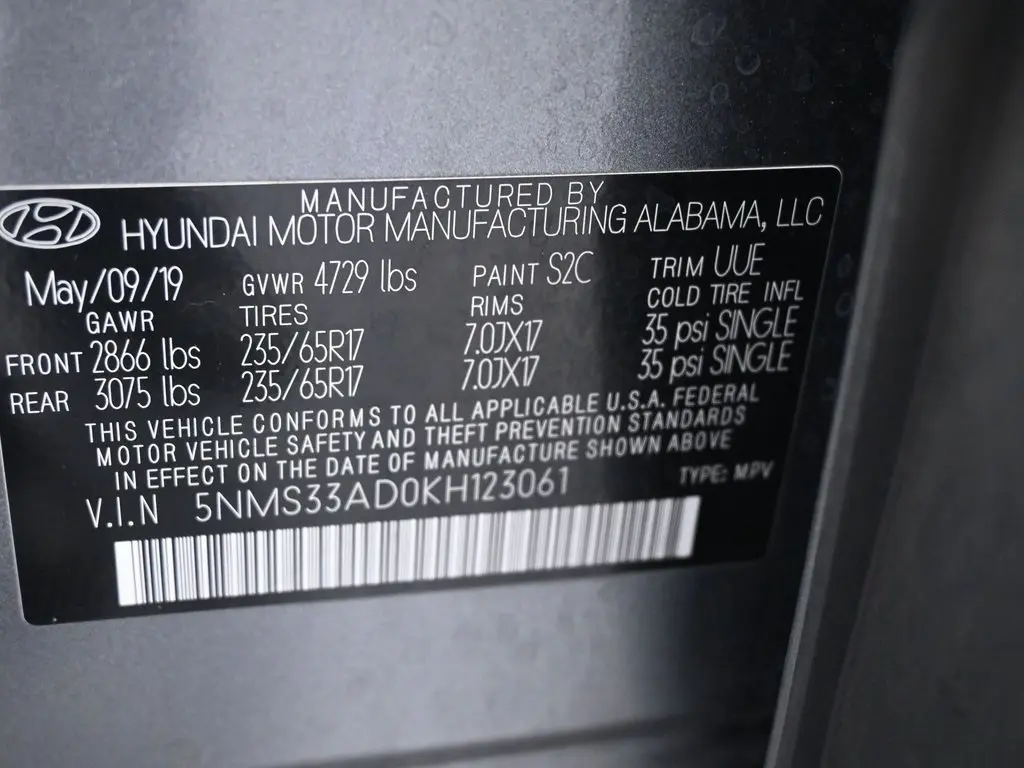 MANUFACTURED BY
HYUNDAI MOTOR MANUFACTURING ALABAMA, LLC
May/09/19 GVWR 4729 lbs PAINT S2C TRIM UUE
GAWR TIRES RIMS COLD TIRE INFL
FRONT 2866 lbs 235/65R17 7.0JX17 35 psi SINGLE
REAR 3075 lbs 235/65R17 7.0JX17 35 psi SINGLE
THIS VEHICLE CONFORMS TO ALL APPLICABLE U.S.A. FEDERAL
MOTOR VEHICLE SAFETY AND THEFT PREVENTION STANDARDS
IN EFFECT ON THE DATE OF MANUFACTURE SHOWN ABOVE
V.I.N 5NMS33AD0KH123061 TYPE: MPV